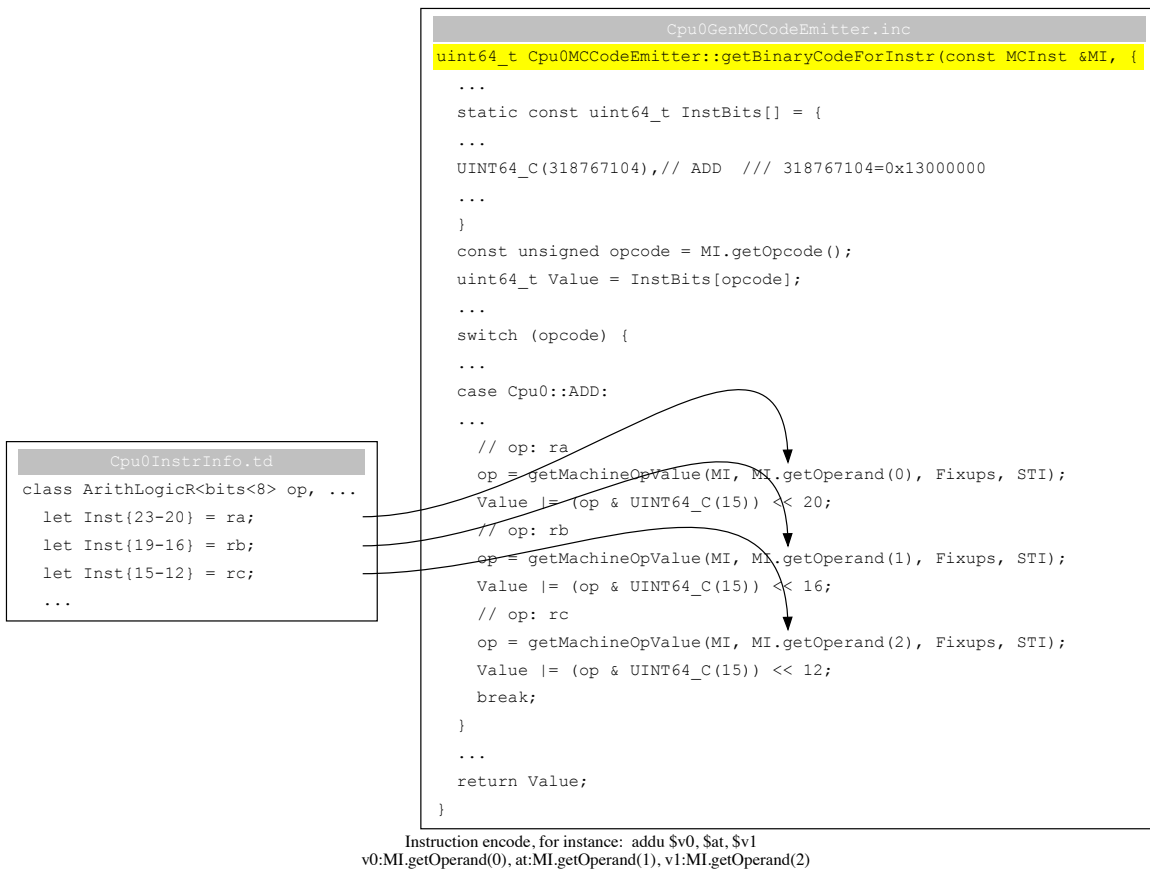 Cpu0GenMCCodeEmitter.inc
uint64_t Cpu0MCCodeEmitter::getBinaryCodeForInstr(const MCInst &MI, {
...
static const uint64_t InstBits[] = {
...
UINT64_C(318767104),// ADD  /// 318767104=0x13000000
...
}
const unsigned opcode = MI.getOpcode();
uint64_t Value = InstBits[opcode];
...
switch (opcode) {
...
case Cpu0::ADD:
...
// op: ra
op = getMachineOpValue(MI, MI.getOperand(0), Fixups, STI);
Value |= (op & UINT64_C(15)) << 20;
// op: rb
op = getMachineOpValue(MI, MI.getOperand(1), Fixups, STI);
Value |= (op & UINT64_C(15)) << 16;
// op: rc
op = getMachineOpValue(MI, MI.getOperand(2), Fixups, STI);
Value |= (op & UINT64_C(15)) << 12;
break;
}
...
return Value;
}
Cpu0InstrInfo.td
class ArithLogicR<bits<8> op, ...
let Inst{23-20} = ra;
let Inst{19-16} = rb;
let Inst{15-12} = rc;
...
Instruction encode, for instance:  addu $v0, $at, $v1
v0:MI.getOperand(0), at:MI.getOperand(1), v1:MI.getOperand(2)